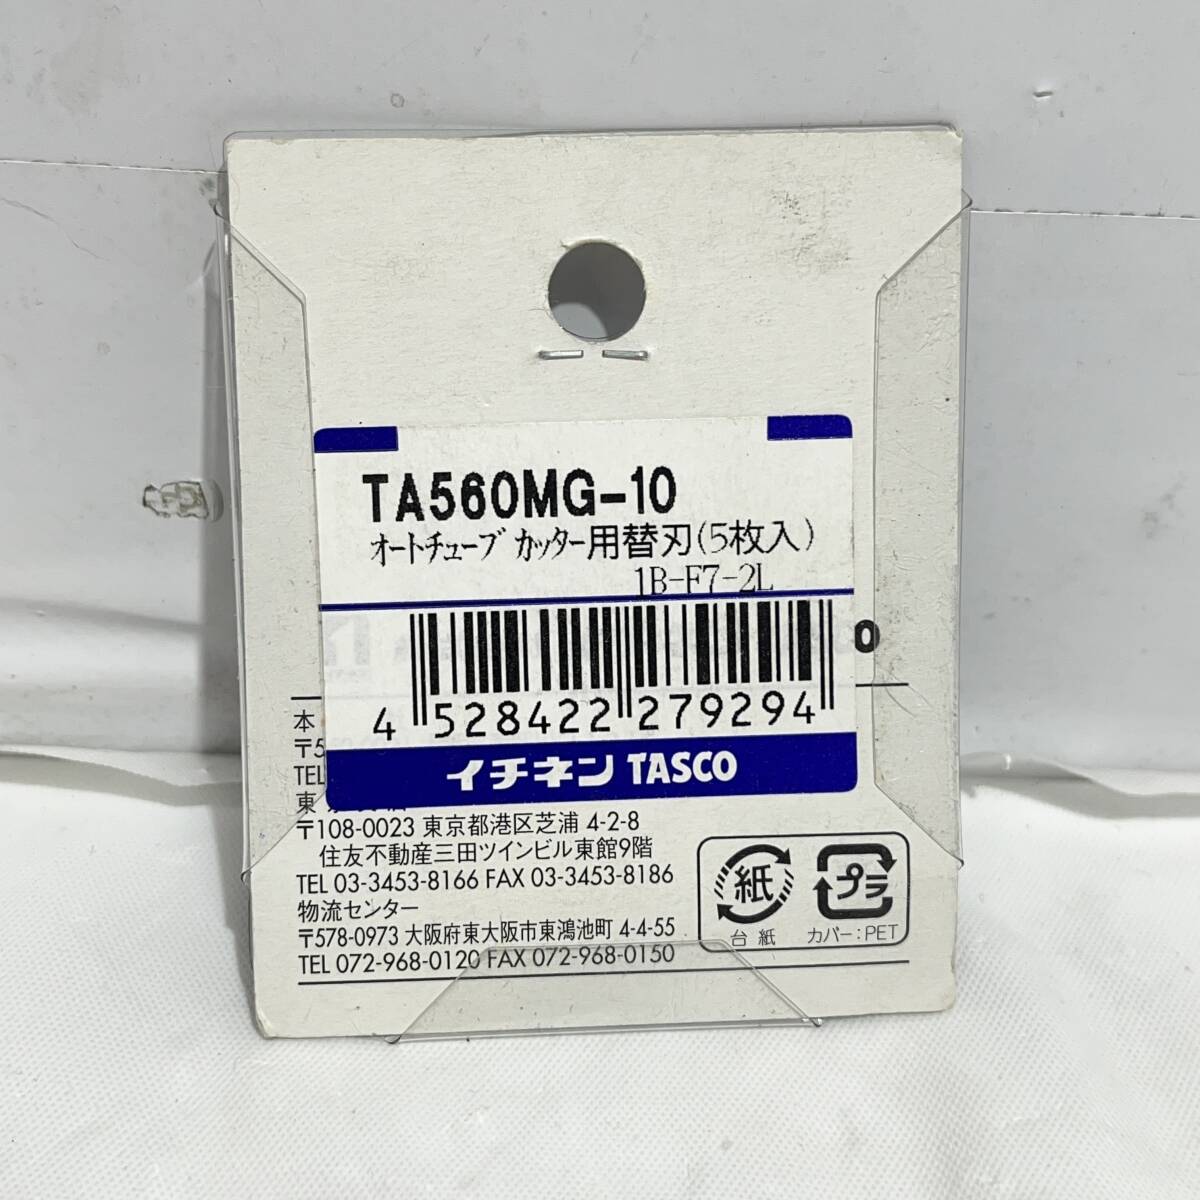 TA560MG-10
オートチューブカッター用替刃(5枚入)
1B-F7-2L
0
4 528422 279294
イチネン TASCO
本
〒5
TEL
東
〒108-0023 東京都港区芝浦 4-2-8
住友不動産三田ツインビル東館9階
TEL 03-3453-8166 FAX 03-3453-8186
物流センター
〒578-0973 大阪府東大阪市東鴻池町 4-4-55
TEL 072-968-0120 FAX 072-968-0150
紙
台紙
プラ
カバー:PET